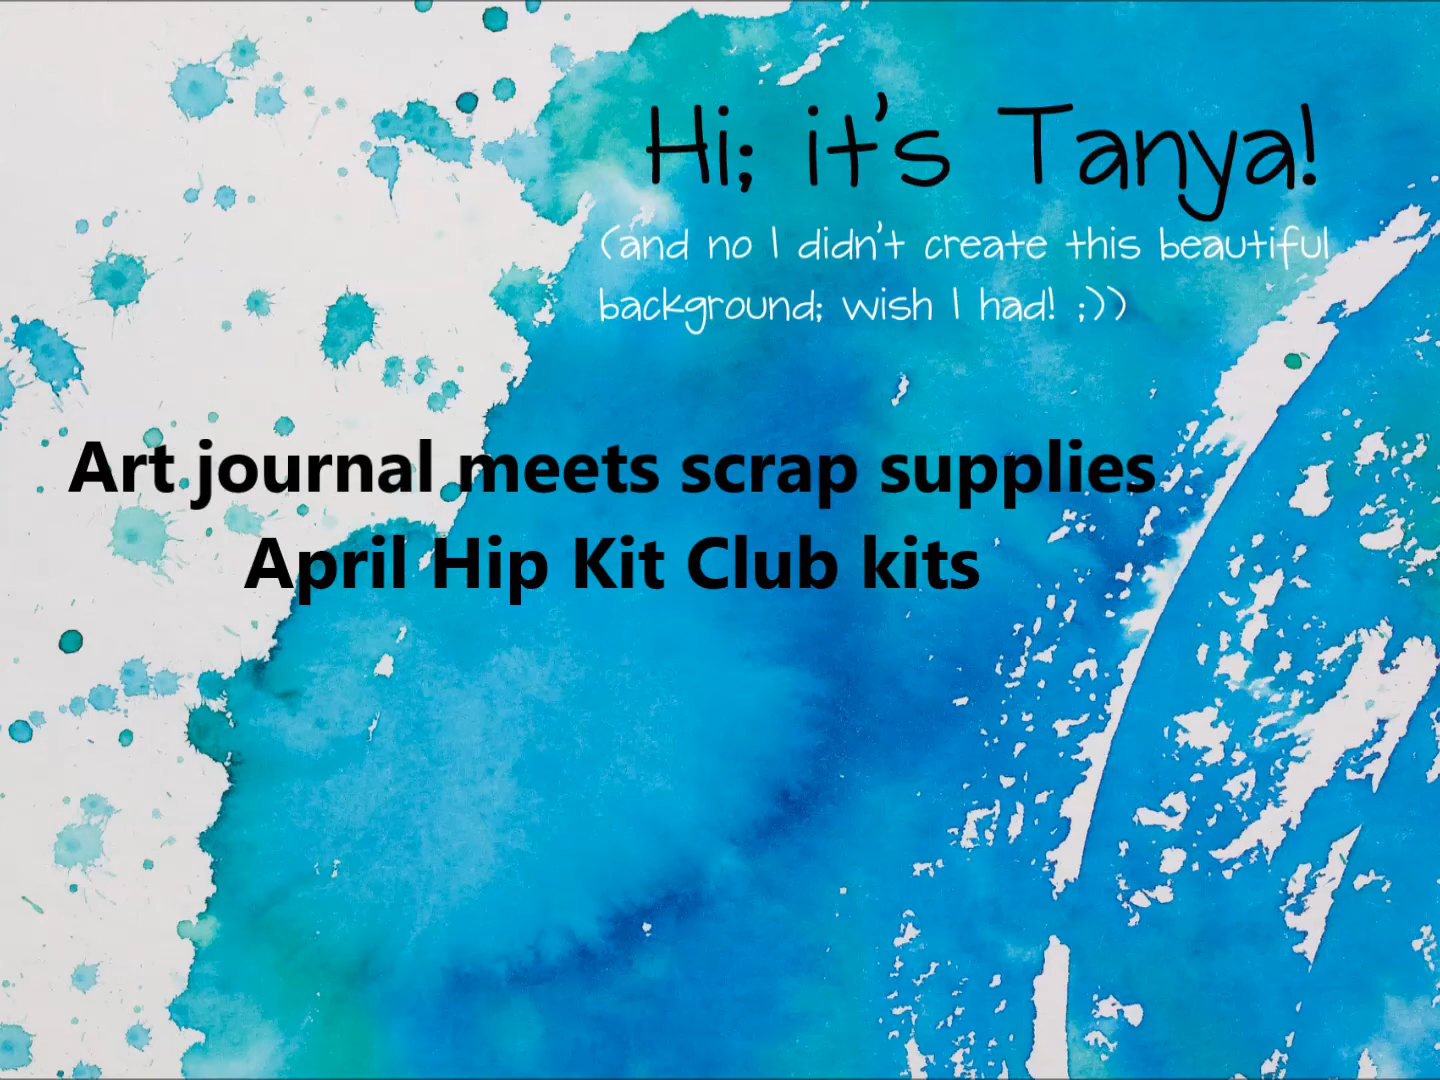 Hi; it's Tanya!
(and no I didn't create this beautiful
background; wish I had! ;))
Art journal meets scrap supplies
April Hip Kit Club kits